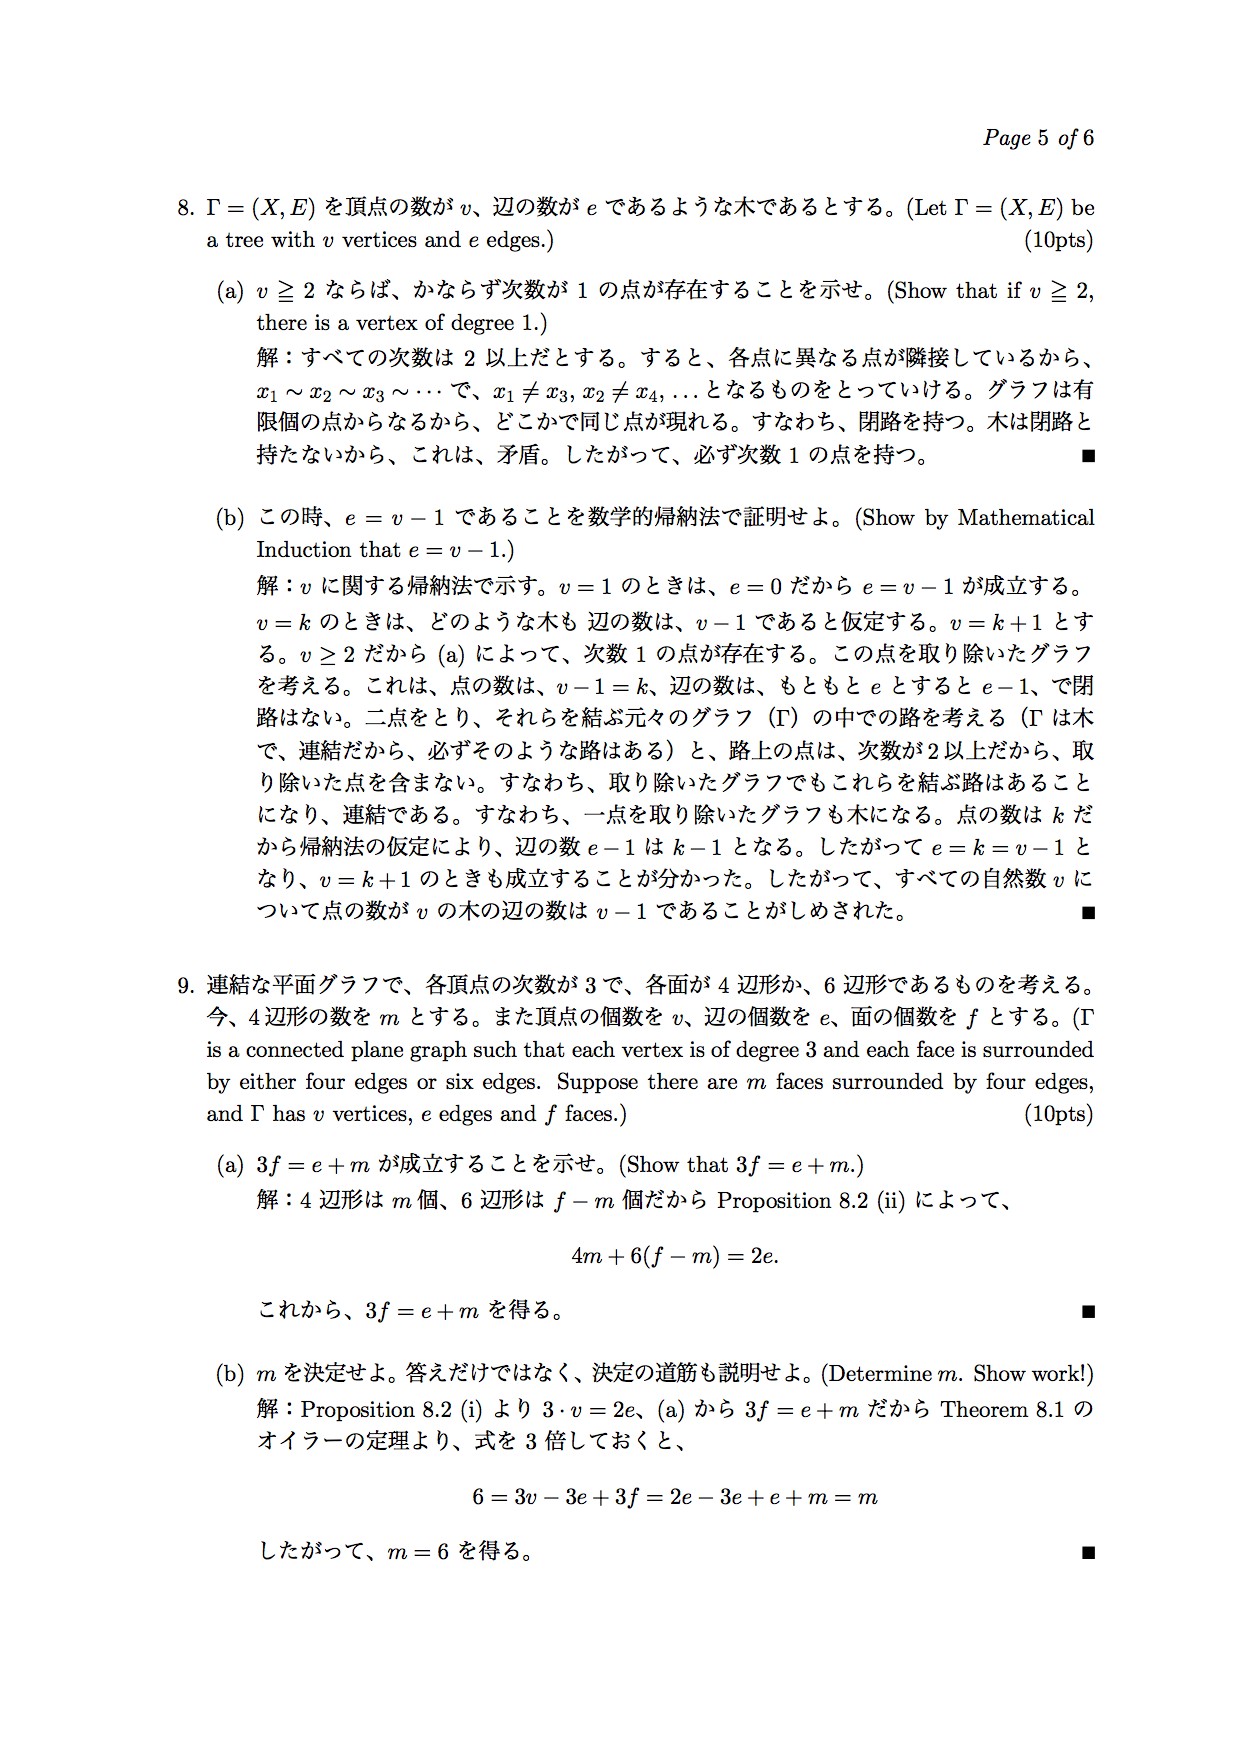 Page 5 of 6
8. Γ = (X, E) を頂点の数が v、辺の数が e であるような木であるとする。(Let Γ = (X, E) be
a tree with v vertices and e edges.) (10pts)
(a) v ≧ 2 ならば、かならず次数が 1 の点が存在することを示せ。(Show that if v ≧ 2,
there is a vertex of degree 1.)
解：すべての次数は 2 以上だとする。すると、各点に異なる点が隣接しているから、
x₁ ∼ x₂ ∼ x₃ ∼ ⋯ で、x₁ ≠ x₃, x₂ ≠ x₄, … となるものをとっていける。グラフは有
限個の点からなるから、どこかで同じ点が現れる。すなわち、閉路を持つ。木は閉路と
持たないから、これは、矛盾。したがって、必ず次数 1 の点を持つ。 ■
(b) この時、e = v − 1 であることを数学的帰納法で証明せよ。(Show by Mathematical
Induction that e = v − 1.)
解：v に関する帰納法で示す。v = 1 のときは、e = 0 だから e = v − 1 が成立する。
v = k のときは、どのような木も 辺の数は、v − 1 であると仮定する。v = k + 1 とす
る。v ≥ 2 だから (a) によって、次数 1 の点が存在する。この点を取り除いたグラフ
を考える。これは、点の数は、v − 1 = k、辺の数は、もともと e とすると e − 1、で閉
路はない。二点をとり、それらを結ぶ元々のグラフ（Γ）の中での路を考える（Γ は木
で、連結だから、必ずそのような路はある）と、路上の点は、次数が 2 以上だから、取
り除いた点を含まない。すなわち、取り除いたグラフでもこれらを結ぶ路はあること
になり、連結である。すなわち、一点を取り除いたグラフも木になる。点の数は k だ
から帰納法の仮定により、辺の数 e − 1 は k − 1 となる。したがって e = k = v − 1 と
なり、v = k + 1 のときも成立することが分かった。したがって、すべての自然数 v に
ついて点の数が v の木の辺の数は v − 1 であることがしめされた。 ■
9. 連結な平面グラフで、各頂点の次数が 3 で、各面が 4 辺形か、6 辺形であるものを考える。
今、4 辺形の数を m とする。また頂点の個数を v、辺の個数を e、面の個数を f とする。(Γ
is a connected plane graph such that each vertex is of degree 3 and each face is surrounded
by either four edges or six edges. Suppose there are m faces surrounded by four edges,
and Γ has v vertices, e edges and f faces.) (10pts)
(a) 3f = e + m が成立することを示せ。(Show that 3f = e + m.)
解：4 辺形は m 個、6 辺形は f − m 個だから Proposition 8.2 (ii) によって、
4m + 6(f − m) = 2e.
これから、3f = e + m を得る。 ■
(b) m を決定せよ。答えだけではなく、決定の道筋も説明せよ。(Determine m. Show work!)
解：Proposition 8.2 (i) より 3 · v = 2e、(a) から 3f = e + m だから Theorem 8.1 の
オイラーの定理より、式を 3 倍しておくと、
6 = 3v − 3e + 3f = 2e − 3e + e + m = m
したがって、m = 6 を得る。 ■